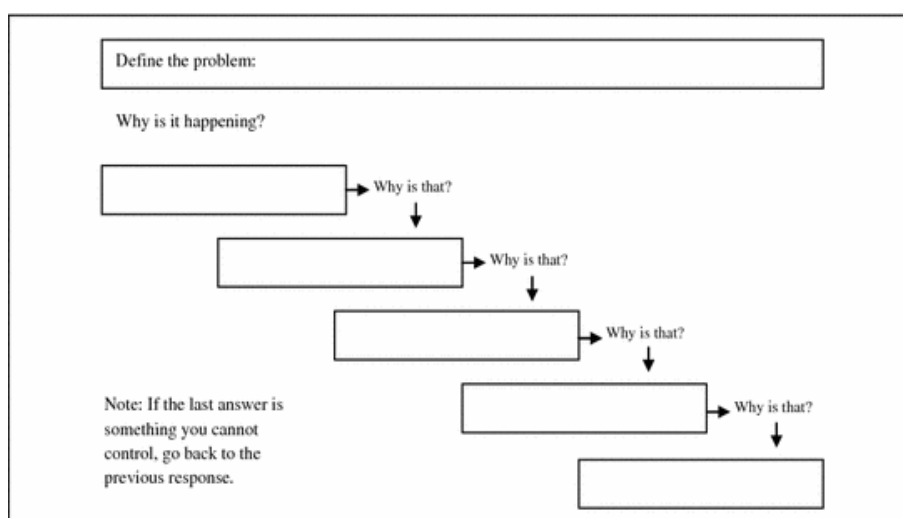 Define the problem:
Why is it happening?
Why is that?
Why is that?
Why is that?
Why is that?
Note: If the last answer is
something you cannot
control, go back to the
previous response.